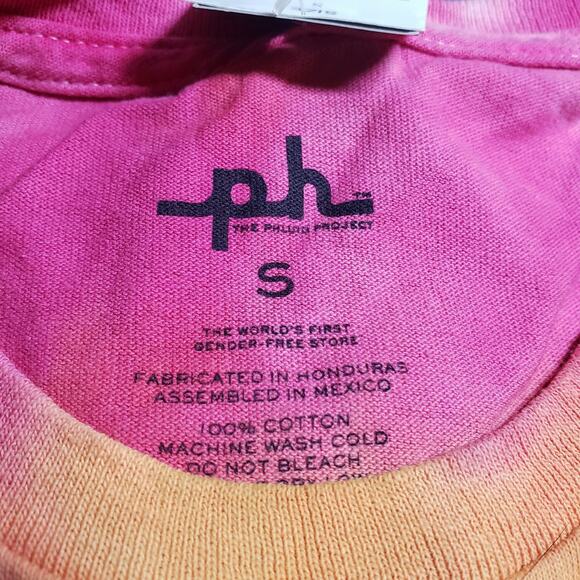 ph™
THE PHLUID PROJECT
S
THE WORLD'S FIRST
GENDER-FREE STORE
FABRICATED IN HONDURAS
ASSEMBLED IN MEXICO
100% COTTON
MACHINE WASH COLD
DO NOT BLEACH